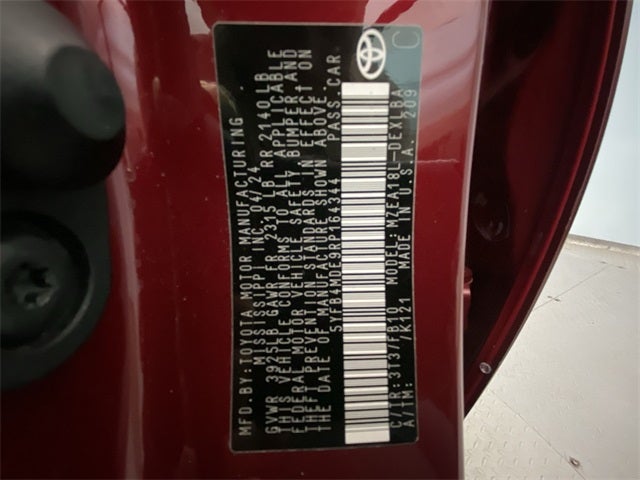 MFD. BY: TOYOTA MOTOR MANUFACTURING
MISSISSIPPI INC. 04/24
GVWR 3925LB GAWR FR 2315 LB RR 2140 LB
THIS VEHICLE CONFORMS TO ALL APPLICABLE
FEDERAL MOTOR VEHICLE SAFETY BUMPER AND
THEFT PREVENTION STANDARDS IN EFFECT ON
THE DATE OF MANUFACTURE SHOWN ABOVE.
5YFB4MDE9RP164344 PASS. CAR
C/TR: 3T3/FB10 MODEL: MZEA18L-DEXLBA
A/TM: /K121 MADE IN U.S.A. 209
C